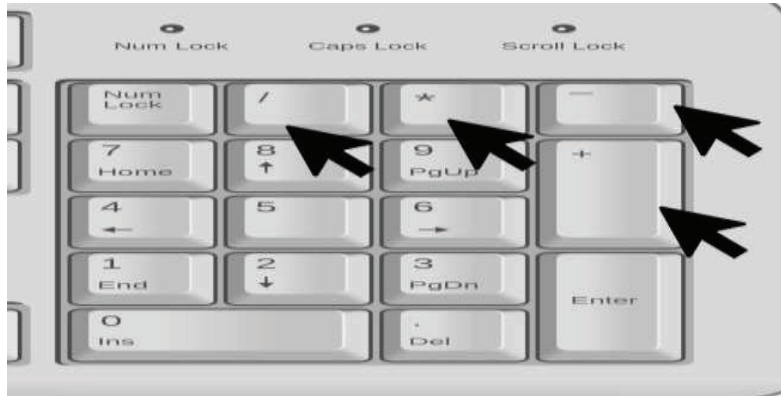 Num Lock Caps Lock Scroll Lock
Num Lock / * -
7 Home 8 ↑ 9 PgUp +
4 ← 5 6 →
1 End 2 ↓ 3 PgDn Enter
0 Ins . Del